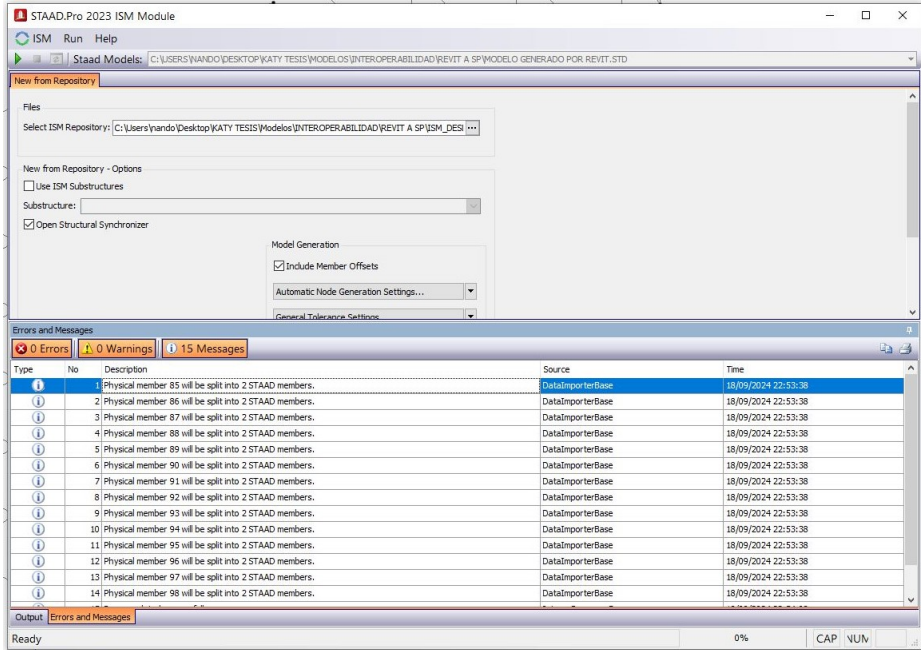 STAAD.Pro 2023 ISM Module
ISM Run Help
Staad Models: C:\USERS\NANDO\DESKTOP\KATY TESIS\MODELOS\INTEROPERABILIDAD\REVIT A SP\MODELO GENERADO POR REVIT.STD
New from Repository
Files
Select ISM Repository: C:\Users\nando\Desktop\KATY TESIS\Modelos\INTEROPERABILIDAD\REVIT A SP\ISM_DESI ...
New from Repository - Options
Use ISM Substructures
Substructure:
Open Structural Synchronizer
Model Generation
Include Member Offsets
Automatic Node Generation Settings...
General Tolerance Settings
Errors and Messages
0 Errors 0 Warnings 15 Messages
Type No Description Source Time
1 Physical member 85 will be split into 2 STAAD members. DataImporterBase 18/09/2024 22:53:38
2 Physical member 86 will be split into 2 STAAD members. DataImporterBase 18/09/2024 22:53:38
3 Physical member 87 will be split into 2 STAAD members. DataImporterBase 18/09/2024 22:53:38
4 Physical member 88 will be split into 2 STAAD members. DataImporterBase 18/09/2024 22:53:38
5 Physical member 89 will be split into 2 STAAD members. DataImporterBase 18/09/2024 22:53:38
6 Physical member 90 will be split into 2 STAAD members. DataImporterBase 18/09/2024 22:53:38
7 Physical member 91 will be split into 2 STAAD members. DataImporterBase 18/09/2024 22:53:38
8 Physical member 92 will be split into 2 STAAD members. DataImporterBase 18/09/2024 22:53:38
9 Physical member 93 will be split into 2 STAAD members. DataImporterBase 18/09/2024 22:53:38
10 Physical member 94 will be split into 2 STAAD members. DataImporterBase 18/09/2024 22:53:38
11 Physical member 95 will be split into 2 STAAD members. DataImporterBase 18/09/2024 22:53:38
12 Physical member 96 will be split into 2 STAAD members. DataImporterBase 18/09/2024 22:53:38
13 Physical member 97 will be split into 2 STAAD members. DataImporterBase 18/09/2024 22:53:38
14 Physical member 98 will be split into 2 STAAD members. DataImporterBase 18/09/2024 22:53:38
Output Errors and Messages
Ready 0% CAP NUM